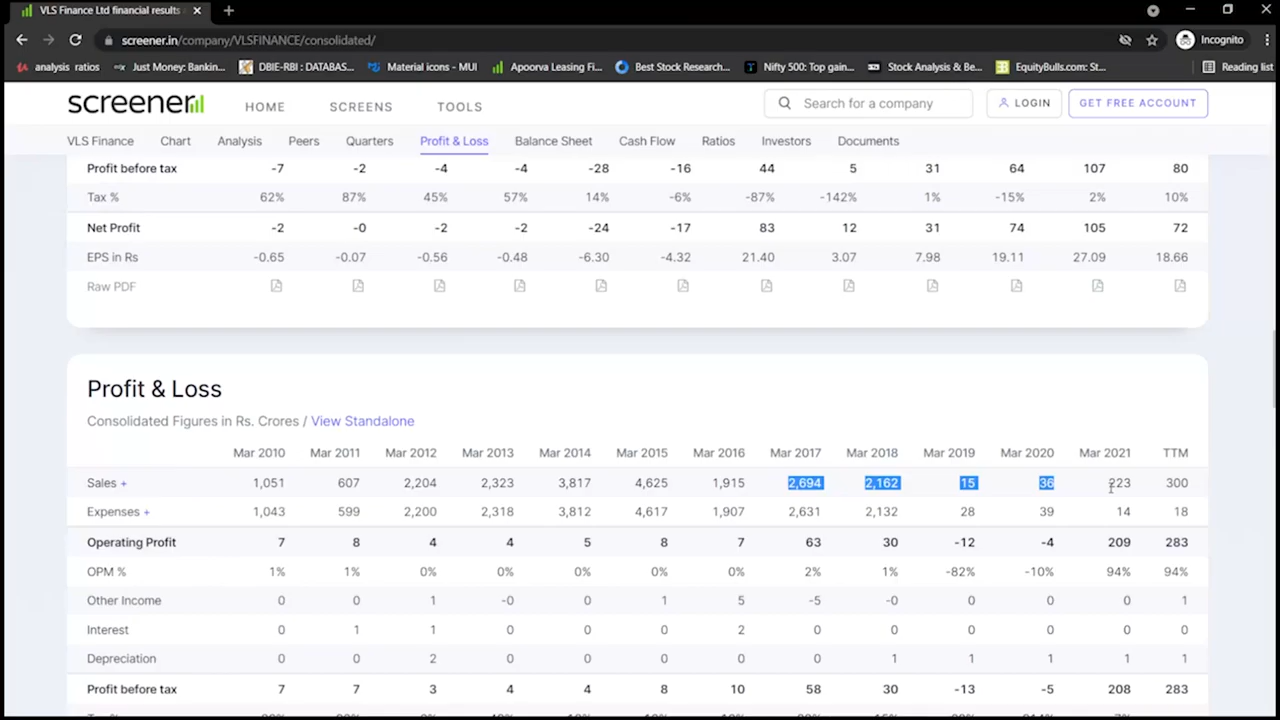 VLS Finance Ltd financial results
screener.in/company/VLSFINANCE/consolidated/
Incognito
analysis ratios Just Money: Bankin... DBIE-RBI : DATABAS... Material icons - MUI Apoorva Leasing Fi... Best Stock Research... Nifty 500: Top gain... Stock Analysis & Be... EquityBulls.com: St... Reading list
screener HOME SCREENS TOOLS Search for a company LOGIN GET FREE ACCOUNT
VLS Finance Chart Analysis Peers Quarters Profit & Loss Balance Sheet Cash Flow Ratios Investors Documents
Profit before tax -7 -2 -4 -4 -28 -16 44 5 31 64 107 80
Tax % 62% 87% 45% 57% 14% -6% -87% -142% 1% -15% 2% 10%
Net Profit -2 -0 -2 -2 -24 -17 83 12 31 74 105 72
EPS in Rs -0.65 -0.07 -0.56 -0.48 -6.30 -4.32 21.40 3.07 7.98 19.11 27.09 18.66
Raw PDF
Profit & Loss
Consolidated Figures in Rs. Crores / View Standalone
Mar 2010 Mar 2011 Mar 2012 Mar 2013 Mar 2014 Mar 2015 Mar 2016 Mar 2017 Mar 2018 Mar 2019 Mar 2020 Mar 2021 TTM
Sales + 1,051 607 2,204 2,323 3,817 4,625 1,915 2,694 2,162 15 36 223 300
Expenses + 1,043 599 2,200 2,318 3,812 4,617 1,907 2,631 2,132 28 39 14 18
Operating Profit 7 8 4 4 5 8 7 63 30 -12 -4 209 283
OPM % 1% 1% 0% 0% 0% 0% 0% 2% 1% -82% -10% 94% 94%
Other Income 0 0 1 -0 0 1 5 -5 -0 0 0 0 1
Interest 0 1 1 0 0 0 2 0 0 0 0 0 0
Depreciation 0 0 2 0 0 0 0 0 1 1 1 1 1
Profit before tax 7 7 3 4 4 8 10 58 30 -13 -5 208 283